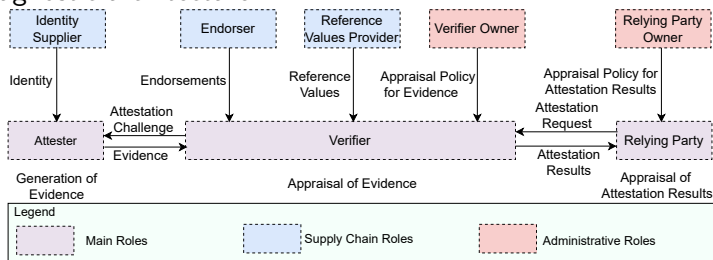 Identity
Supplier
Endorser
Reference
Values Provider
Verifier Owner
Relying Party
Owner
Identity
Endorsements
Reference
Values
Appraisal Policy
for Evidence
Appraisal Policy for
Attestation Results
Attestation
Challenge
Attestation
Request
Attester
Verifier
Relying Party
Evidence
Attestation
Results
Generation of
Evidence
Appraisal of Evidence
Appraisal of
Attestation Results
Legend
Main Roles
Supply Chain Roles
Administrative Roles